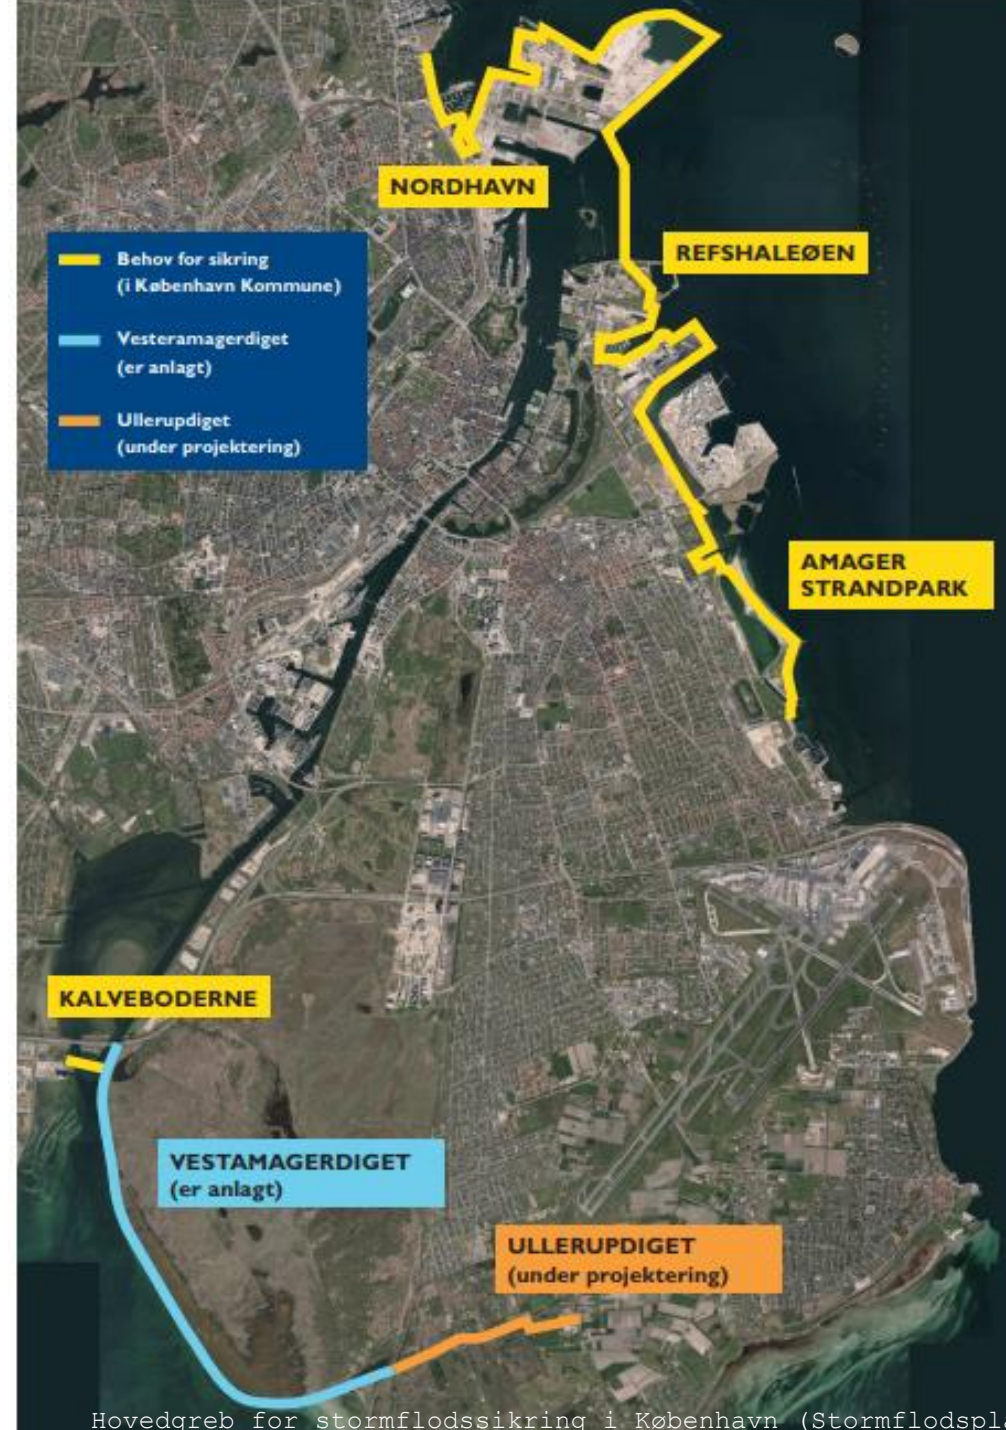 NORDHAVN
REFSHALEØEN
Behov for sikring
(i København Kommune)
Vesteramagerdiget
(er anlagt)
Ullerupdiget
(under projektering)
AMAGER
STRANDPARK
KALVEBODERNE
VESTAMAGERDIGET
(er anlagt)
ULLERUPDIGET
(under projektering)
Hovedgreb for stormflodssikring i København (Stormflodspla